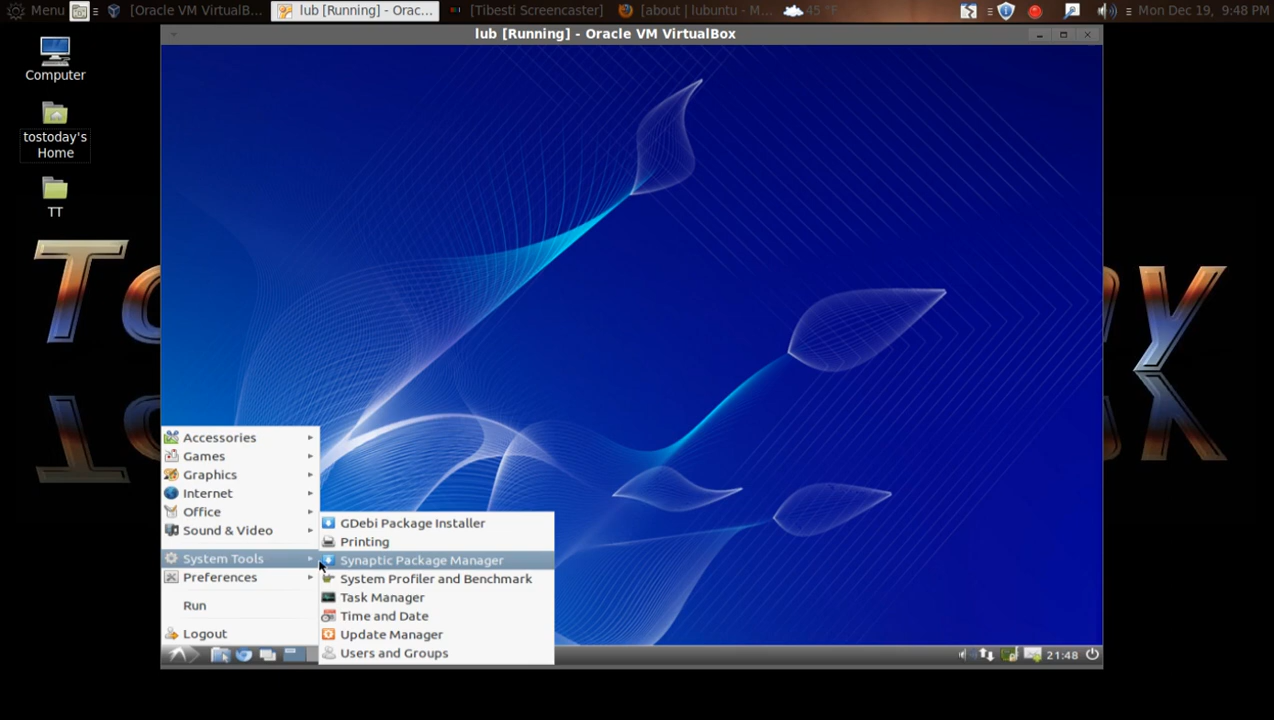 Menu
[Oracle VM VirtualB...
lub [Running] - Orac...
[Tibesti Screencaster]
[about | lubuntu - M...
45 °F
Mon Dec 19, 9:48 PM
lub [Running] - Oracle VM VirtualBox
Computer
tostoday's
Home
TT
Accessories
Games
Graphics
Internet
Office
Sound & Video
System Tools
Preferences
Run
Logout
GDebi Package Installer
Printing
Synaptic Package Manager
System Profiler and Benchmark
Task Manager
Time and Date
Update Manager
Users and Groups
21:48